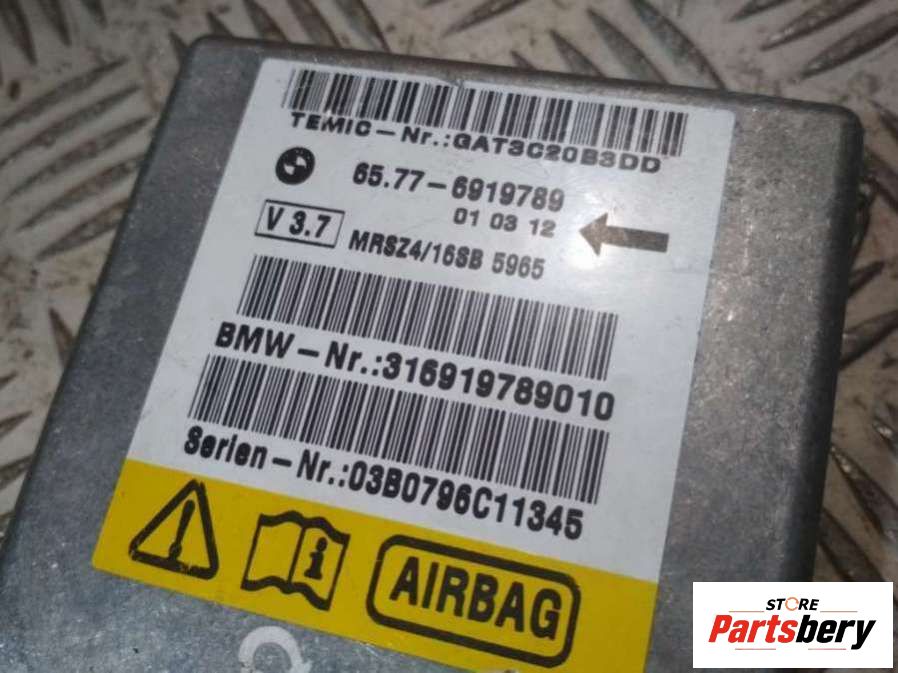 TEMIC-Nr.:GAT3C20B3DD
65.77-6919789
01 03 12
V 3.7
MRSZ4/16SB 5965
BMW-Nr.:316919789010
Serien-Nr.:03B0796C11345
i
AIRBAG
STORE
Partsbery